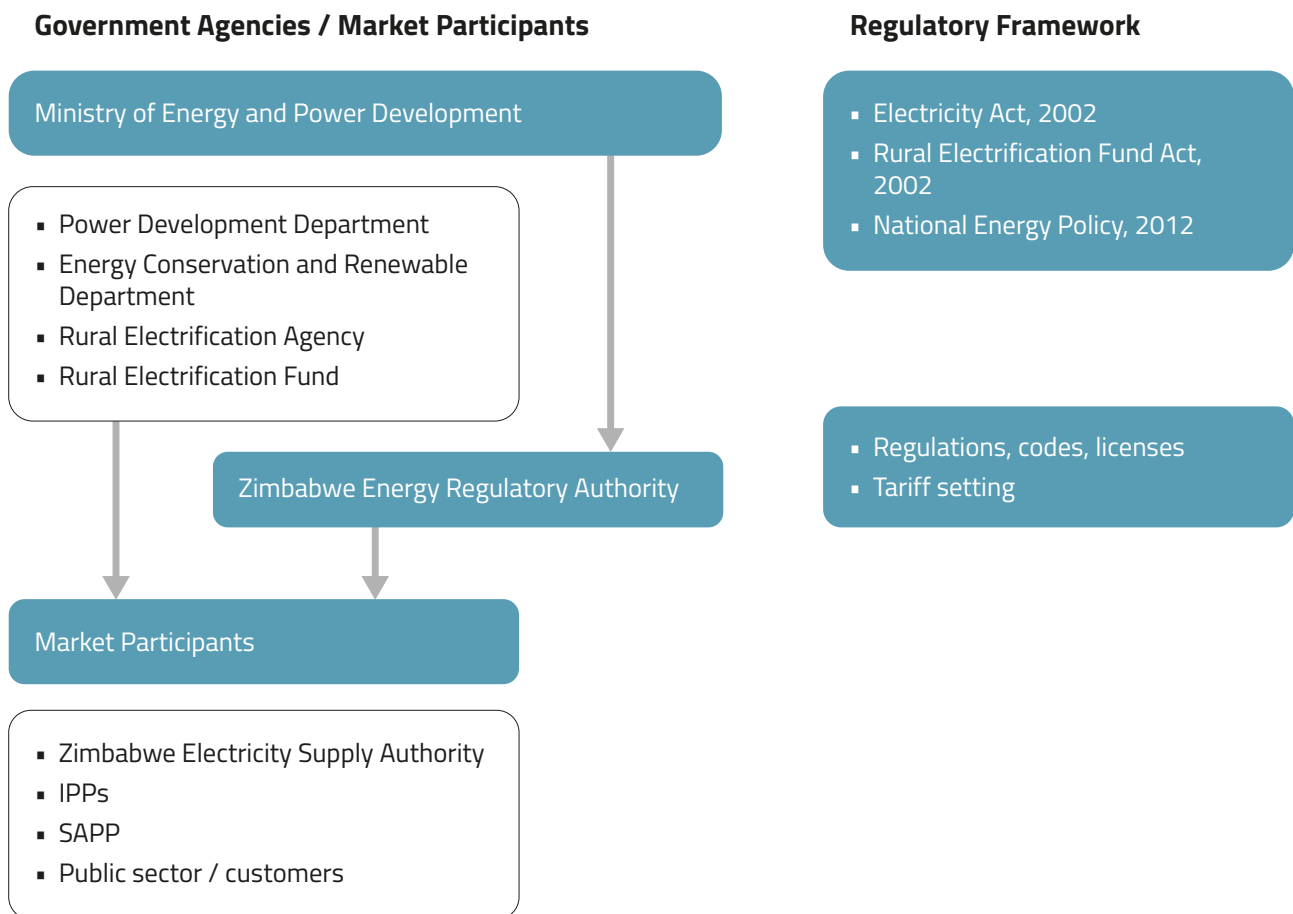 Government Agencies / Market Participants
Ministry of Energy and Power Development
▪ Power Development Department
▪ Energy Conservation and Renewable
Department
▪ Rural Electrification Agency
▪ Rural Electrification Fund
Zimbabwe Energy Regulatory Authority
Market Participants
▪ Zimbabwe Electricity Supply Authority
▪ IPPs
▪ SAPP
▪ Public sector / customers
Regulatory Framework
▪ Electricity Act, 2002
▪ Rural Electrification Fund Act,
2002
▪ National Energy Policy, 2012
▪ Regulations, codes, licenses
▪ Tariff setting